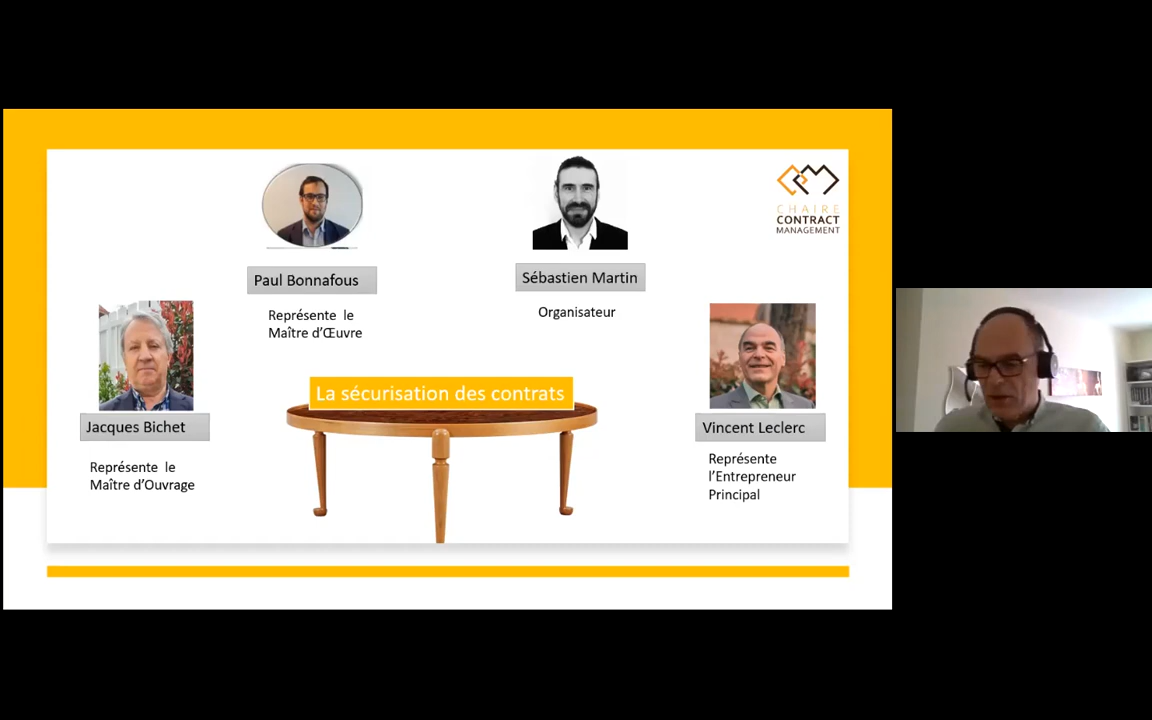 CHAIRE
CONTRACT
MANAGEMENT
Paul Bonnafous
Représente le
Maître d'Œuvre
Sébastien Martin
Organisateur
La sécurisation des contrats
Jacques Bichet
Représente le
Maître d'Ouvrage
Vincent Leclerc
Représente
l'Entrepreneur
Principal